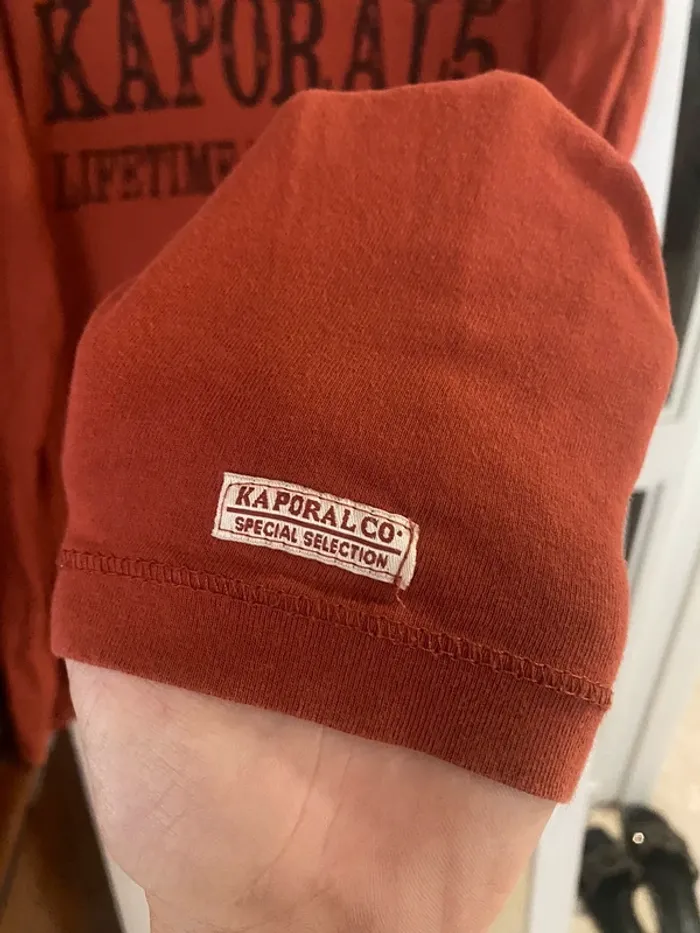 KAPORAL5
LIFETIME
KAPORAL CO.
SPECIAL SELECTION